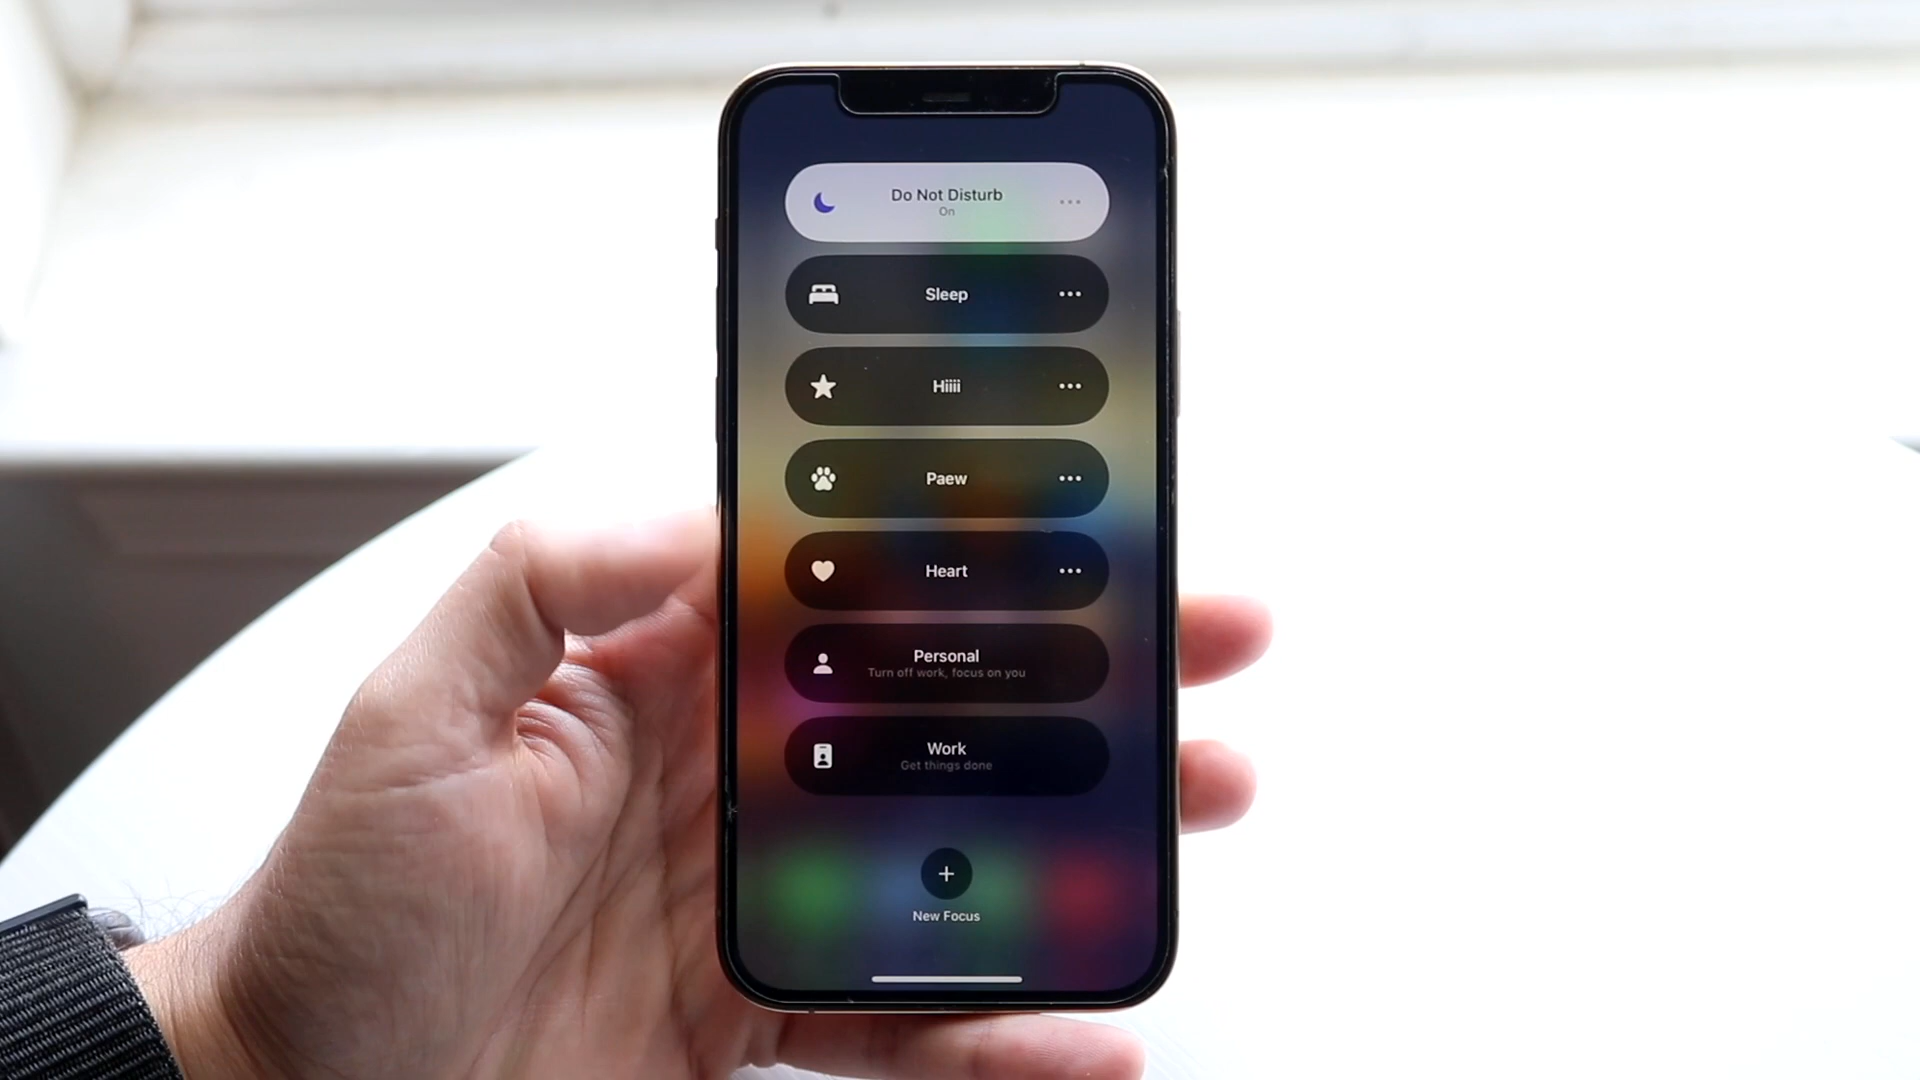 Do Not Disturb
On
Sleep
Hiiii
Paew
Heart
Personal
Turn off work, focus on you
Work
Get things done
New Focus